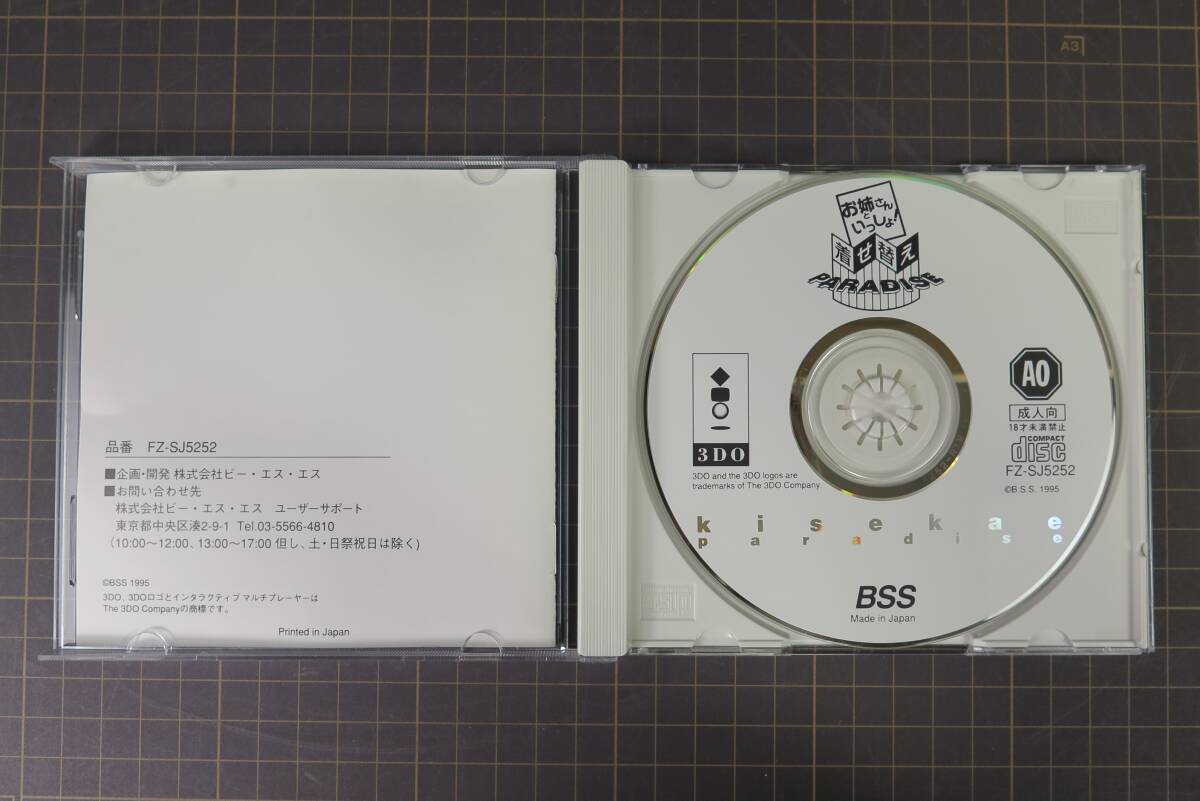 A3
品番 FZ-SJ5252
■企画・開発 株式会社ビー・エス・エス
■お問い合わせ先
株式会社ビー・エス・エス ユーザーサポート
東京都中央区湊2-9-1 Tel.03-5566-4810
(10:00〜12:00、13:00〜17:00 但し、土・日祭祝日は除く)
©BSS 1995
3DO、3DOロゴとインタラクティブ マルチプレーヤーは
The 3DO Companyの商標です。
Printed in Japan
お姉さん
と
いっしょ!
着せ替え
PARADISE
3DO
3DO and the 3DO logos are
trademarks of The 3DO Company.
AO
成人向
18才未満禁止
COMPACT
disc
FZ-SJ5252
©B.S.S. 1995
kisekae
paradise
BSS
Made in Japan